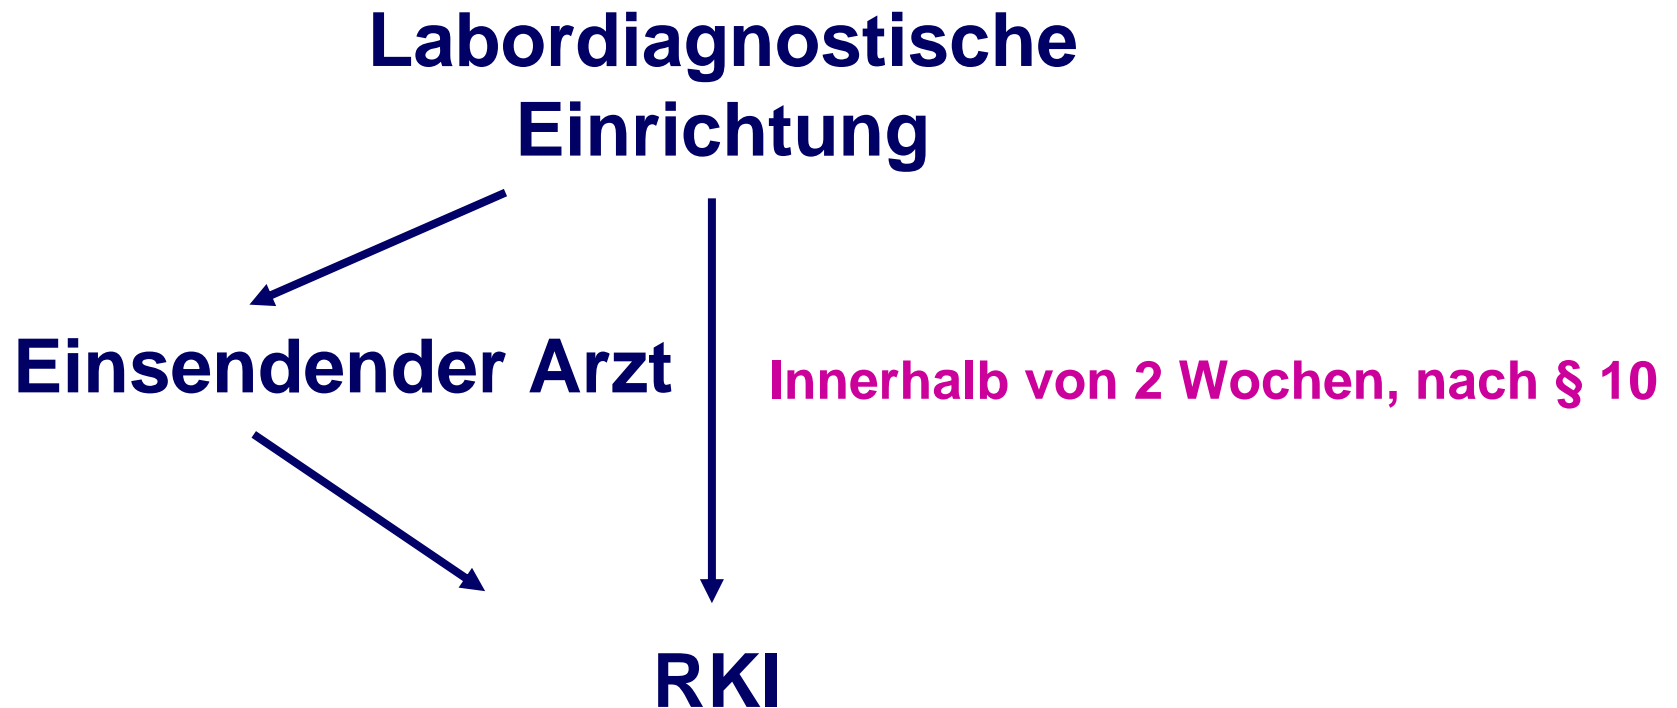 Labordiagnostische
Einrichtung
Einsendender Arzt
Innerhalb von 2 Wochen, nach § 10
RKI